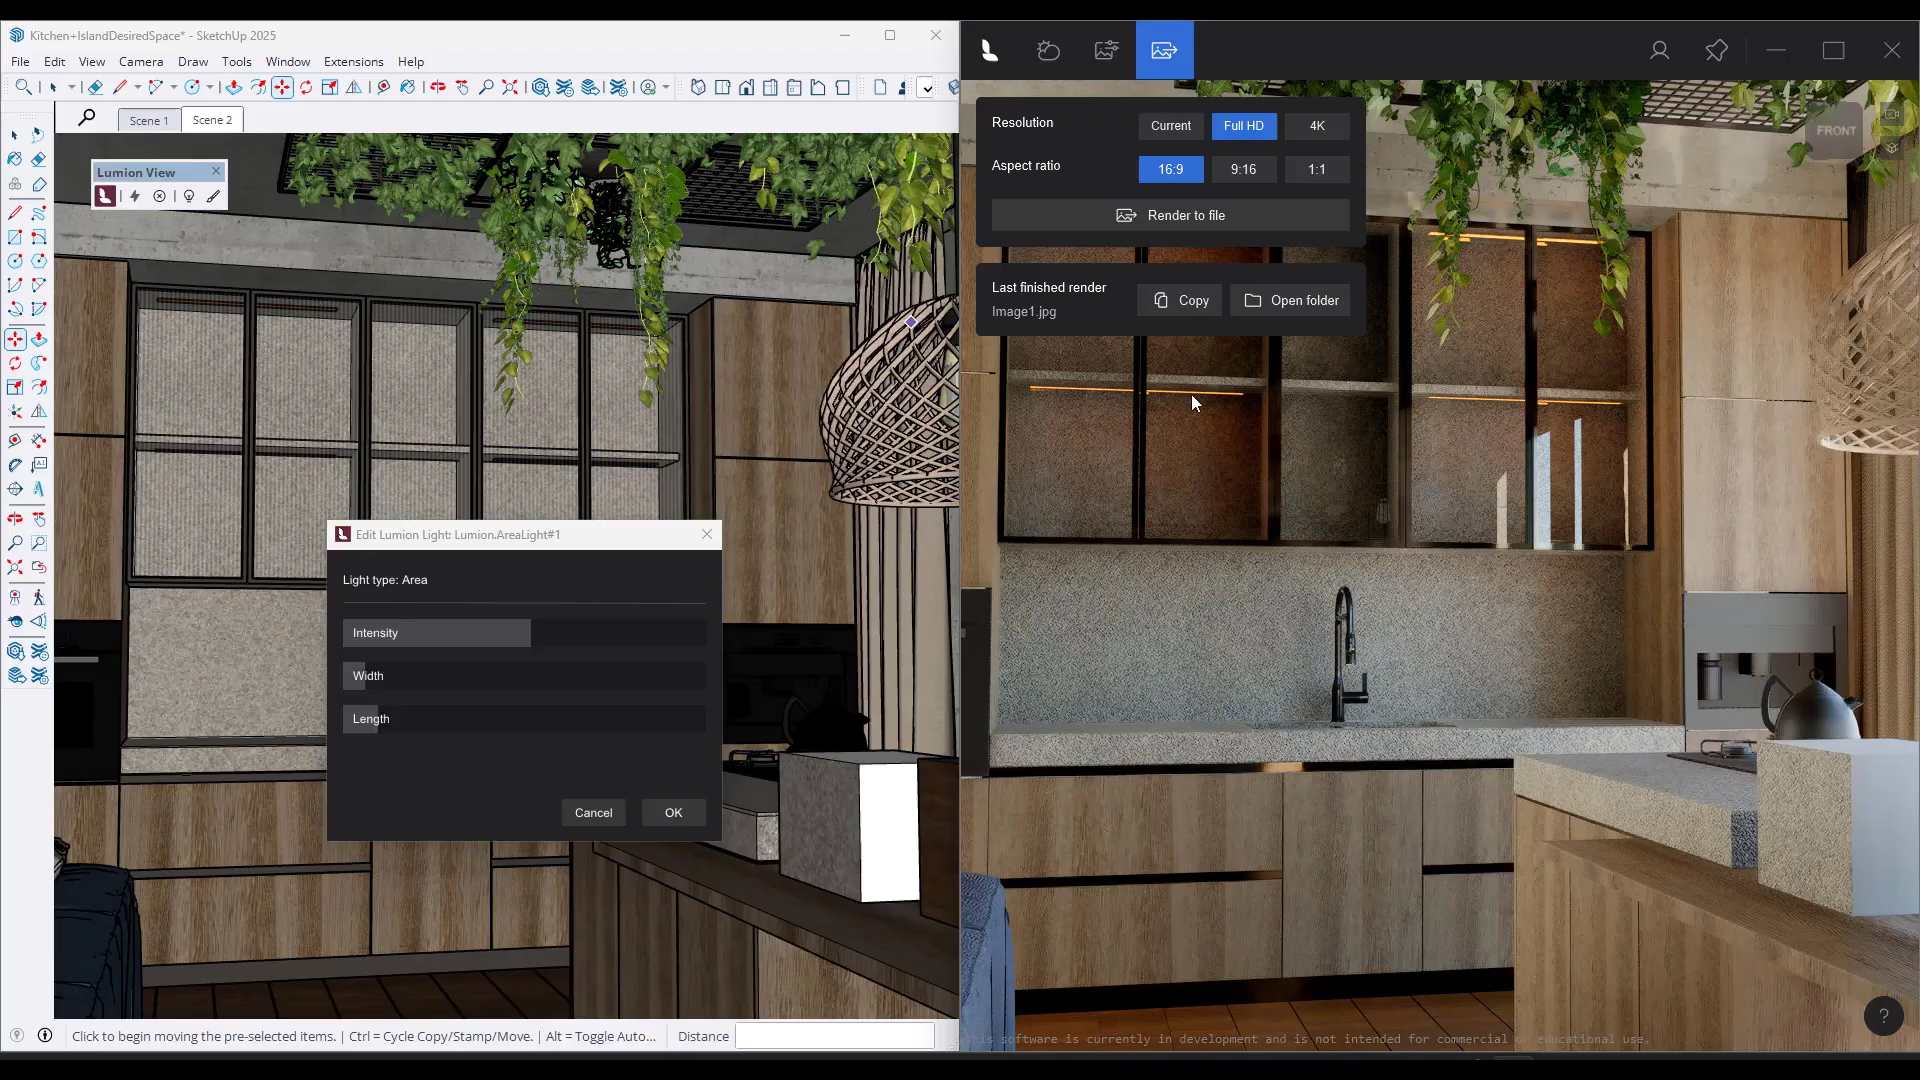 Kitchen+IslandDesiredSpace* - SketchUp 2025
File Edit View Camera Draw Tools Window Extensions Help
Scene 1 Scene 2
Lumion View
Edit Lumion Light: Lumion.AreaLight#1
Light type: Area
Intensity
Width
Length
Cancel OK
Click to begin moving the pre-selected items. | Ctrl = Cycle Copy/Stamp/Move. | Alt = Toggle Auto... Distance
Resolution Current Full HD 4K
Aspect ratio 16:9 9:16 1:1
Render to file
Last finished render
Image1.jpg
Copy Open folder
FRONT
?
his software is currently in development and is not intended for commercial or educational use.